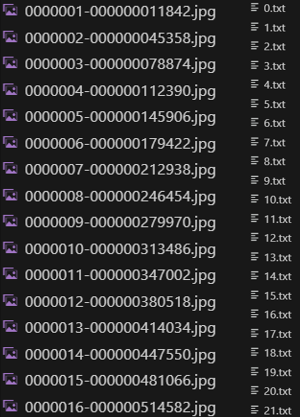 0000001-000000011842.jpg
0000002-000000045358.jpg
0000003-000000078874.jpg
0000004-000000112390.jpg
0000005-000000145906.jpg
0000006-000000179422.jpg
0000007-000000212938.jpg
0000008-000000246454.jpg
0000009-000000279970.jpg
0000010-000000313486.jpg
0000011-000000347002.jpg
0000012-000000380518.jpg
0000013-000000414034.jpg
0000014-000000447550.jpg
0000015-000000481066.jpg
0000016-000000514582.jpg
0.txt
1.txt
2.txt
3.txt
4.txt
5.txt
6.txt
7.txt
8.txt
9.txt
10.txt
11.txt
12.txt
13.txt
14.txt
15.txt
16.txt
17.txt
18.txt
19.txt
20.txt
21.txt